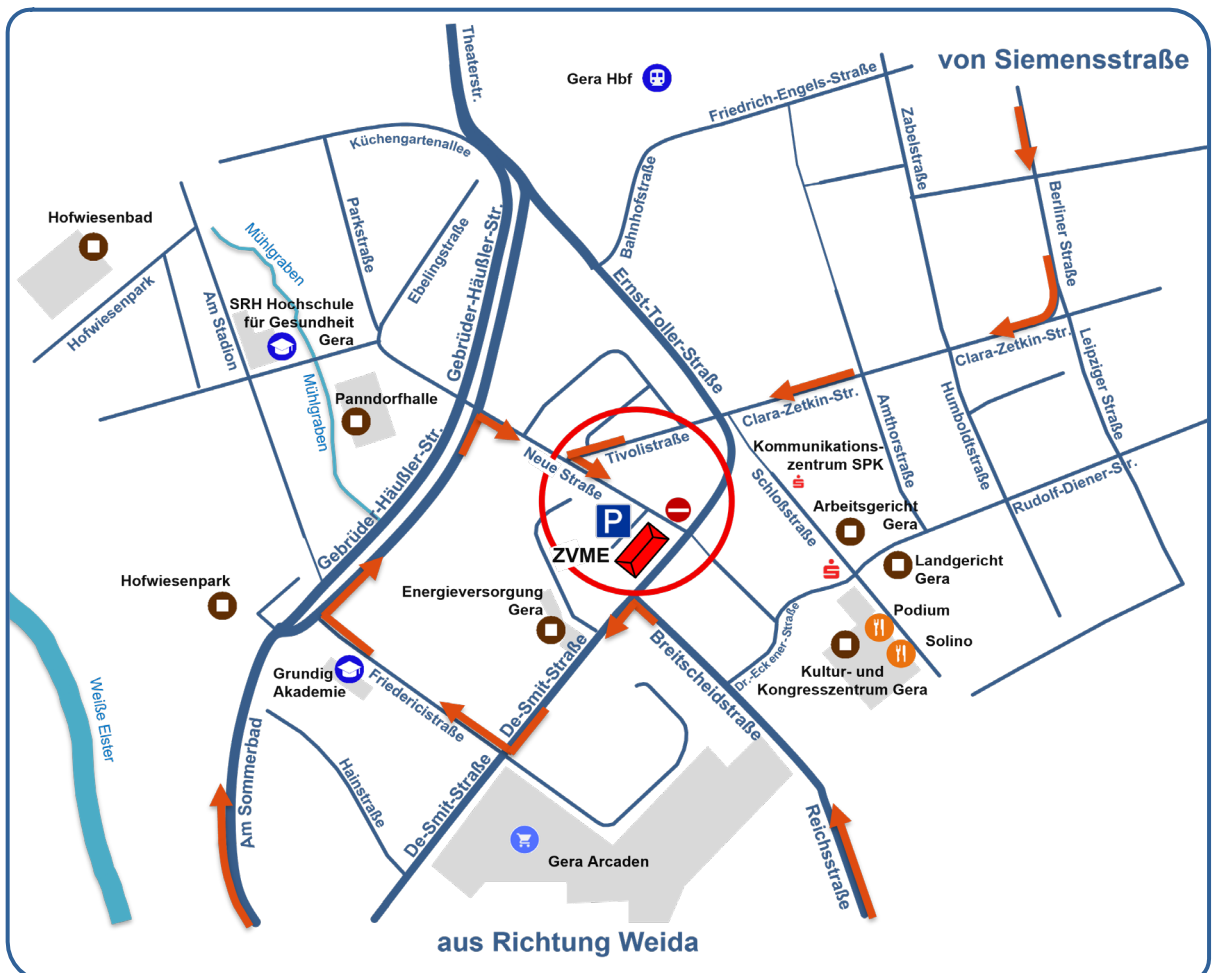 von Siemensstraße
Theaterstr.
Gera Hbf
Friedrich-Engels-Straße
Zabelstraße
Küchengartenallee
Bahnhofstraße
Berliner Straße
Hofwiesenbad
Mühlgraben
Parkstraße
Ebelingstraße
Gebrüder-Häußler-Str.
Ernst-Toller-Straße
Hofwiesenpark
Am Stadion
SRH Hochschule
für Gesundheit
Gera
Mühlgraben
Clara-Zetkin-Str.
Leipziger Straße
Panndorfhalle
Clara-Zetkin-Str.
Amthorstraße
Humboldtstraße
Gebrüder-Häußler-Str.
Neue Straße
Tivolistraße
Kommunikations-
zentrum SPK
Schloßstraße
Rudolf-Diener-Str.
Arbeitsgericht
Gera
P
ZVME
Landgericht
Gera
Hofwiesenpark
Energieversorgung
Gera
Podium
Solino
Dr.-Eckener-Straße
Breitscheidstraße
Kultur- und
Kongresszentrum Gera
Grundig
Akademie
Friedericistraße
De-Smit-Straße
Weiße Elster
Am Sommerbad
Hainstraße
De-Smit-Straße
Reichsstraße
Gera Arcaden
aus Richtung Weida